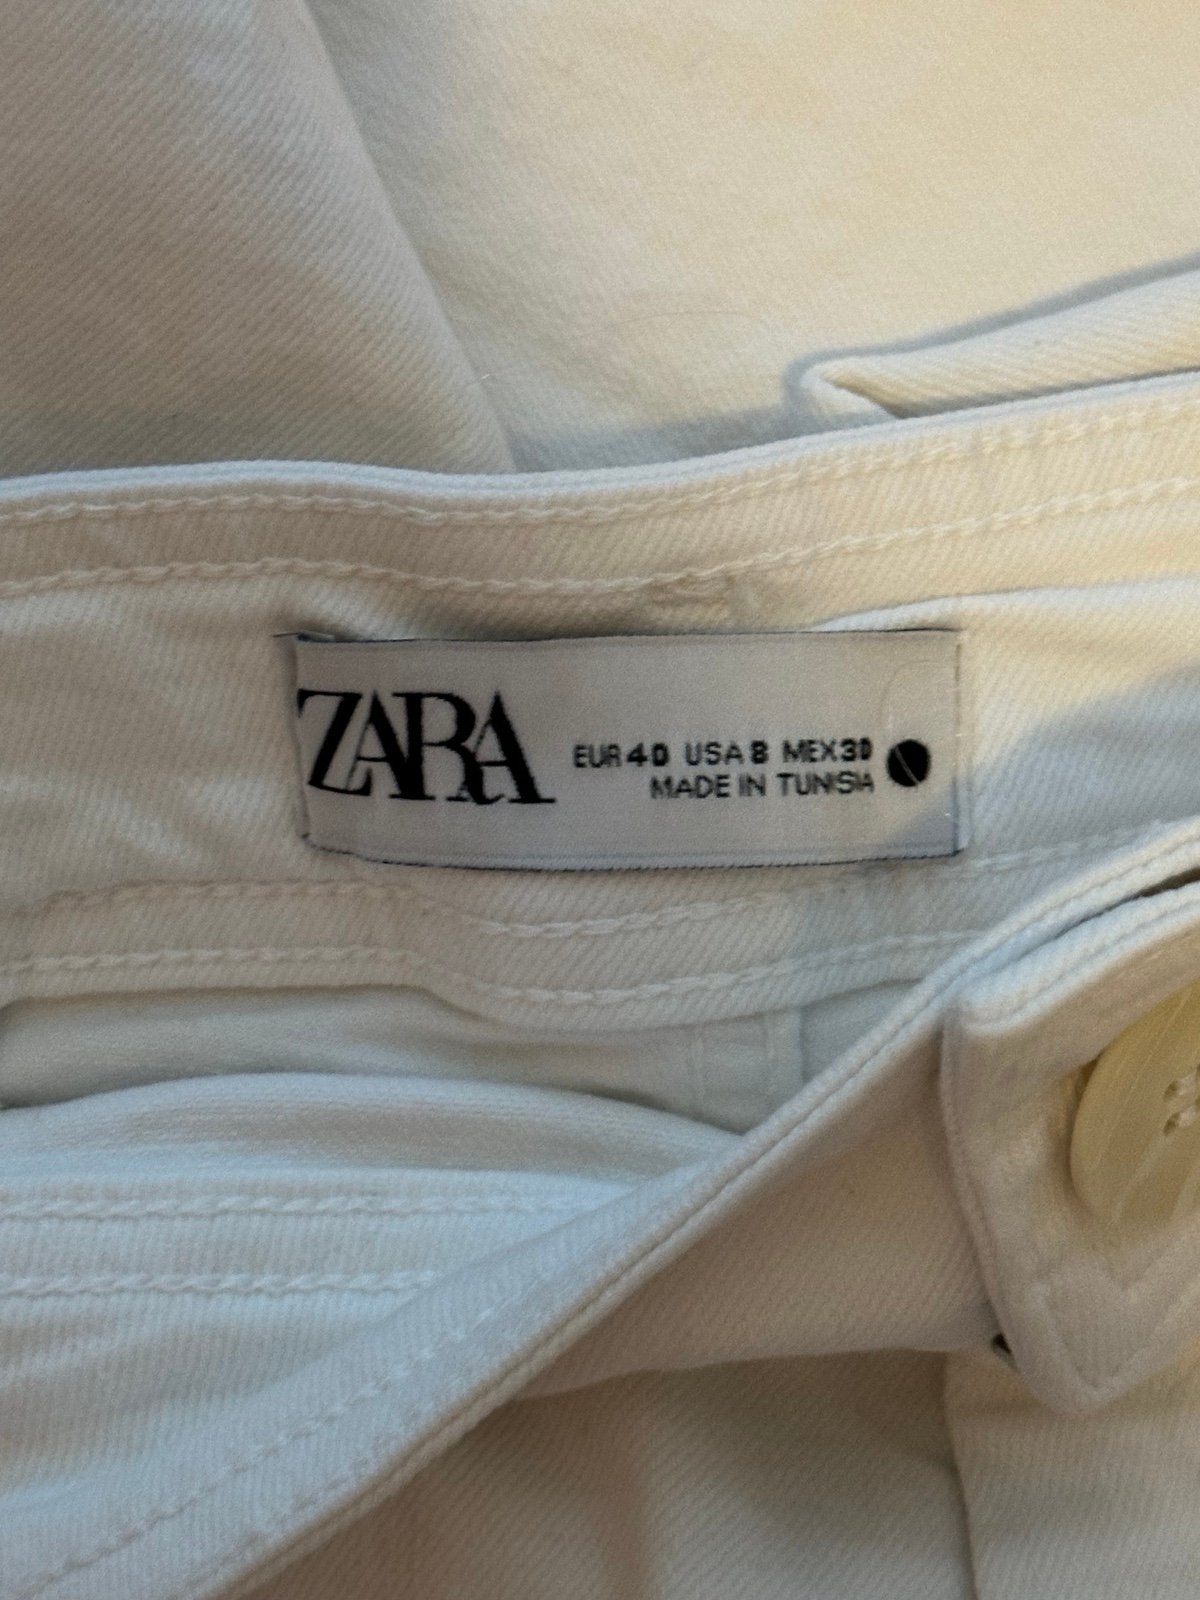 ZARA
EUR 40 USA 8 MEX 30
MADE IN TUNISIA